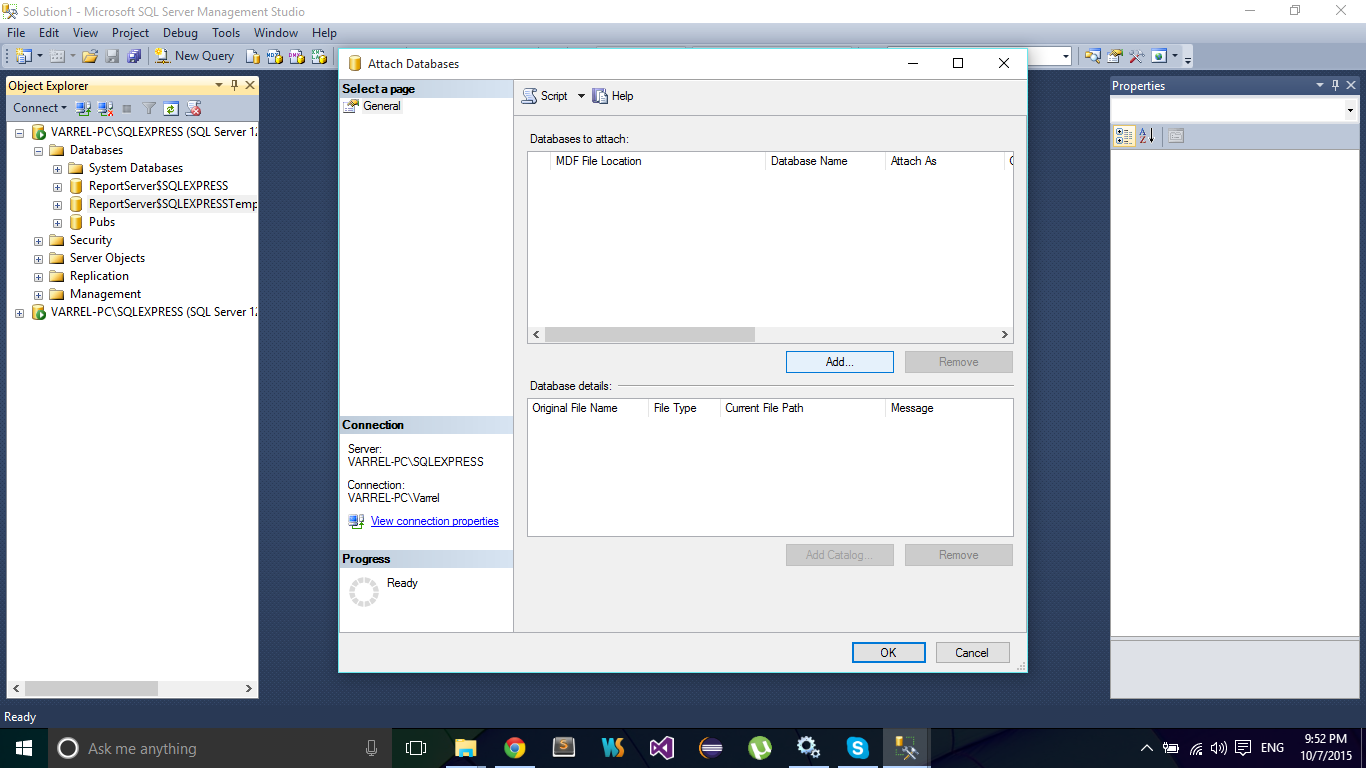 Solution1 - Microsoft SQL Server Management Studio
File Edit View Project Debug Tools Window Help
New Query
Object Explorer
Connect
VARREL-PC\SQLEXPRESS (SQL Server 12
Databases
System Databases
ReportServer$SQLEXPRESS
ReportServer$SQLEXPRESSTemp
Pubs
Security
Server Objects
Replication
Management
VARREL-PC\SQLEXPRESS (SQL Server 12
Attach Databases
Select a page
General
Script Help
Databases to attach:
MDF File Location Database Name Attach As
Add... Remove
Database details:
Original File Name File Type Current File Path Message
Add Catalog... Remove
Connection
Server:
VARREL-PC\SQLEXPRESS
Connection:
VARREL-PC\Varrel
View connection properties
Progress
Ready
OK Cancel
Properties
Ready
Ask me anything
ENG
9:52 PM
10/7/2015